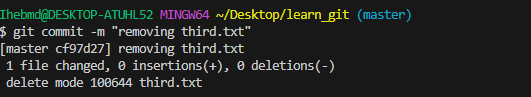 Ihebmd@DESKTOP-ATUHL52 MINGW64 ~/Desktop/learn_git (master)
$ git commit -m "removing third.txt"
[master cf97d27] removing third.txt
 1 file changed, 0 insertions(+), 0 deletions(-)
 delete mode 100644 third.txt